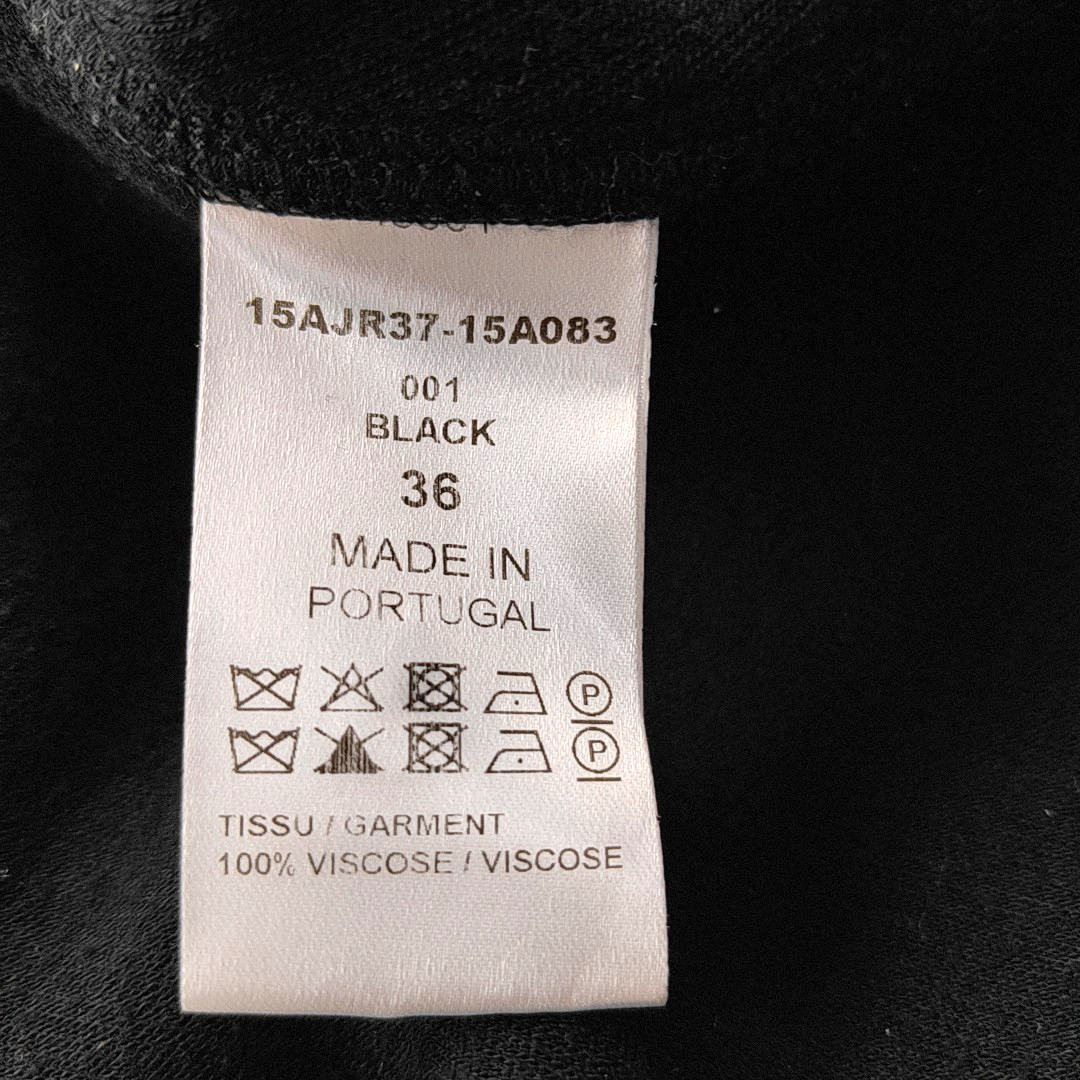 15AJR37-15A083
001
BLACK
36
MADE IN
PORTUGAL
P
P
TISSU / GARMENT
100% VISCOSE / VISCOSE